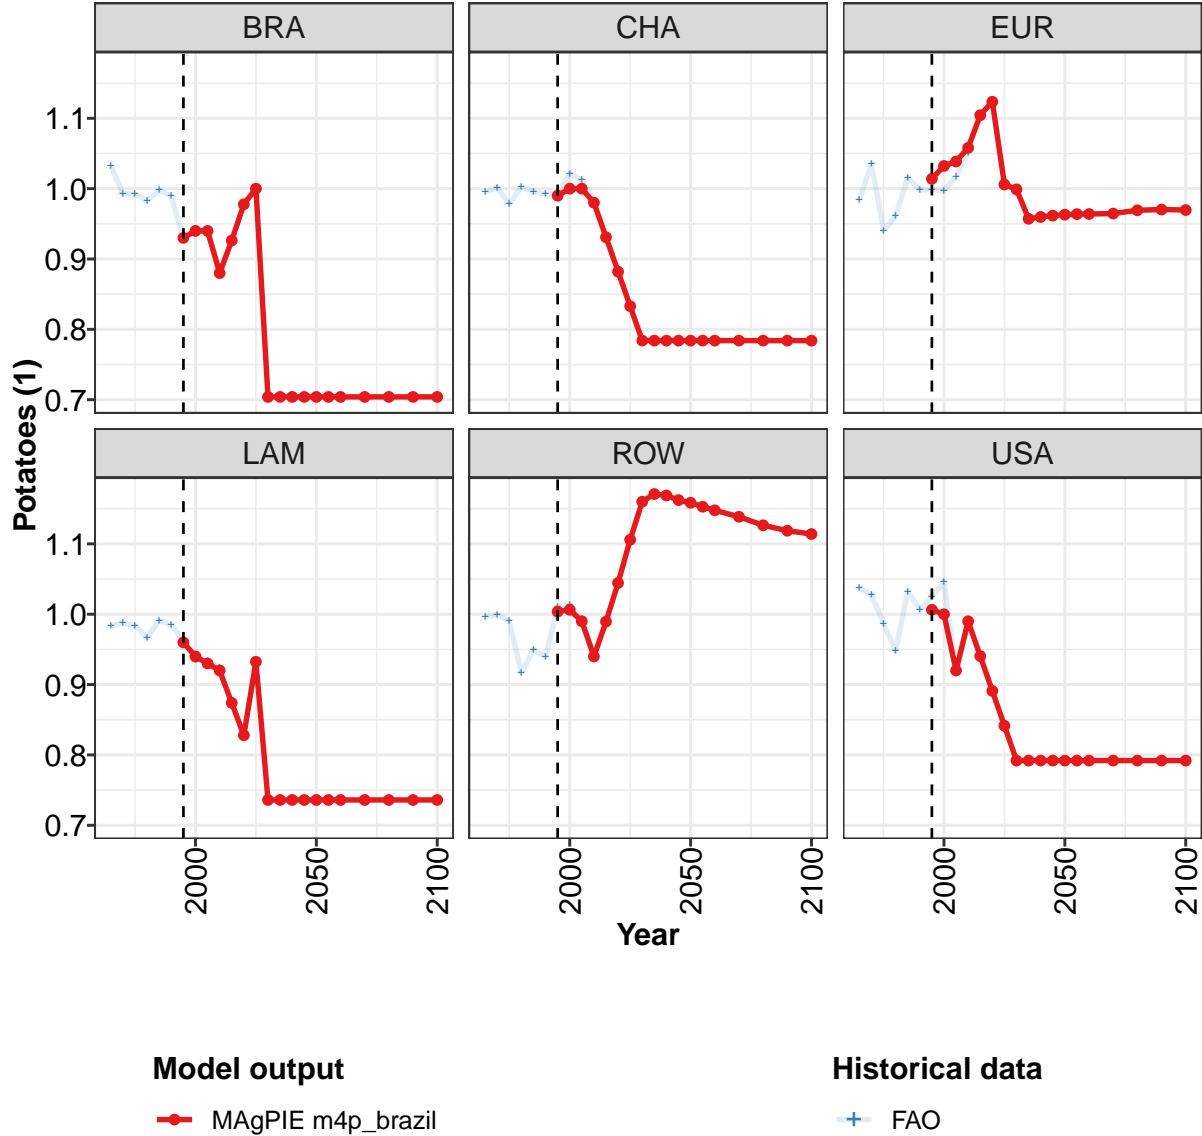 BRA
CHA
EUR
1.1
1.0
0.9
0.8
0.7
LAM
ROW
USA
1.1
1.0
0.9
0.8
0.7
Potatoes (1)
2000 2050 2100
2000 2050 2100
2000 2050 2100
Year
Model output
MAgPIE m4p_brazil
Historical data
FAO